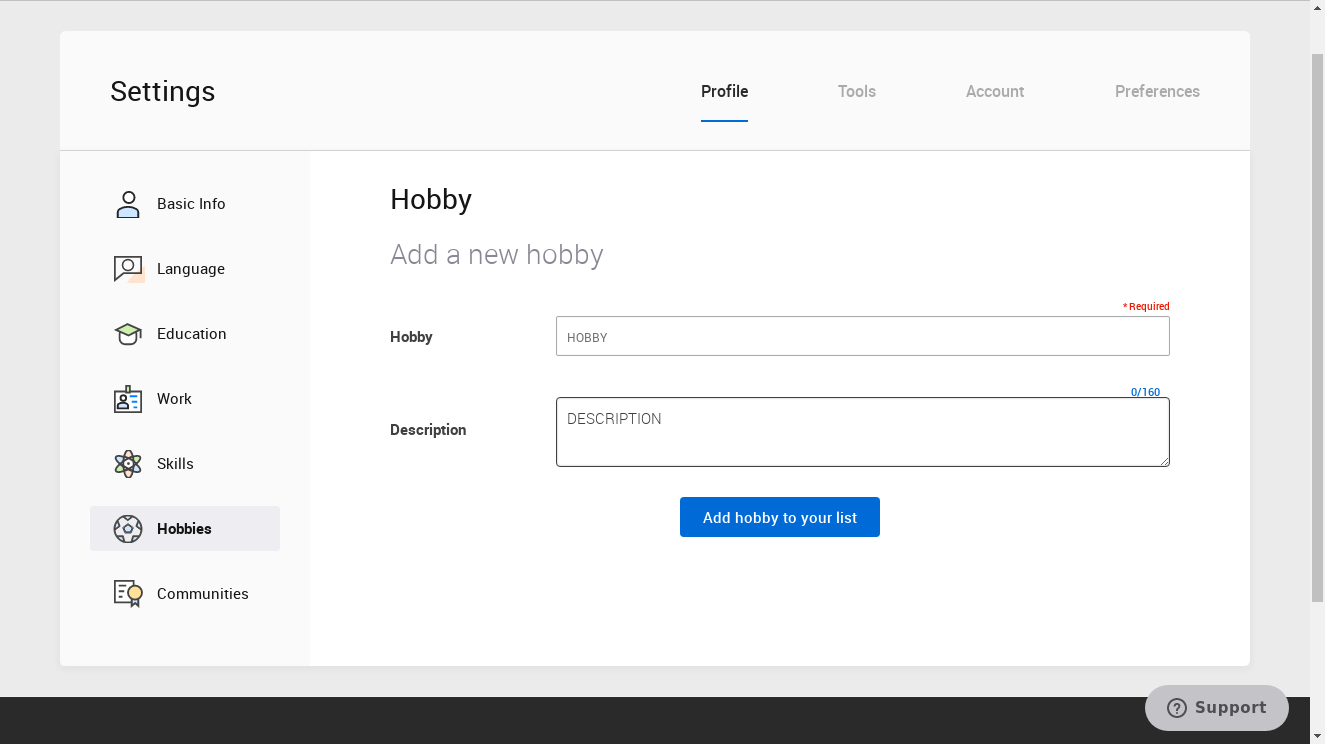 Settings
Profile
Tools
Account
Preferences
Basic Info
Language
Education
Work
Skills
Hobbies
Communities
Hobby
Add a new hobby
* Required
Hobby
HOBBY
0/160
Description
DESCRIPTION
Add hobby to your list
Support